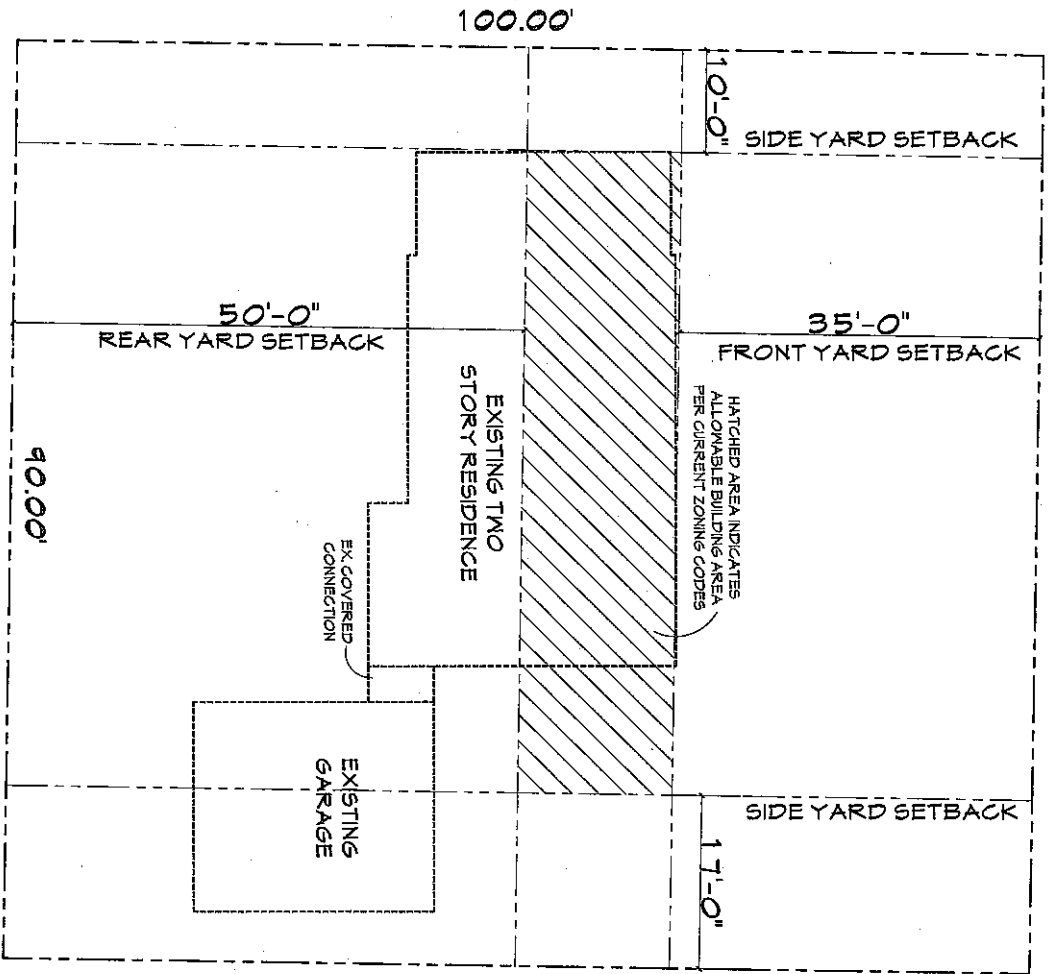 100.00'
10'-0"
SIDE YARD SETBACK
50'-0"
REAR YARD SETBACK
35'-0"
FRONT YARD SETBACK
HATCHED AREA INDICATES
ALLOWABLE BUILDING AREA
PER CURRENT ZONING CODES
EXISTING TWO
STORY RESIDENCE
90.00'
EX. COVERED
CONNECTION
EXISTING
GARAGE
SIDE YARD SETBACK
17'-0"